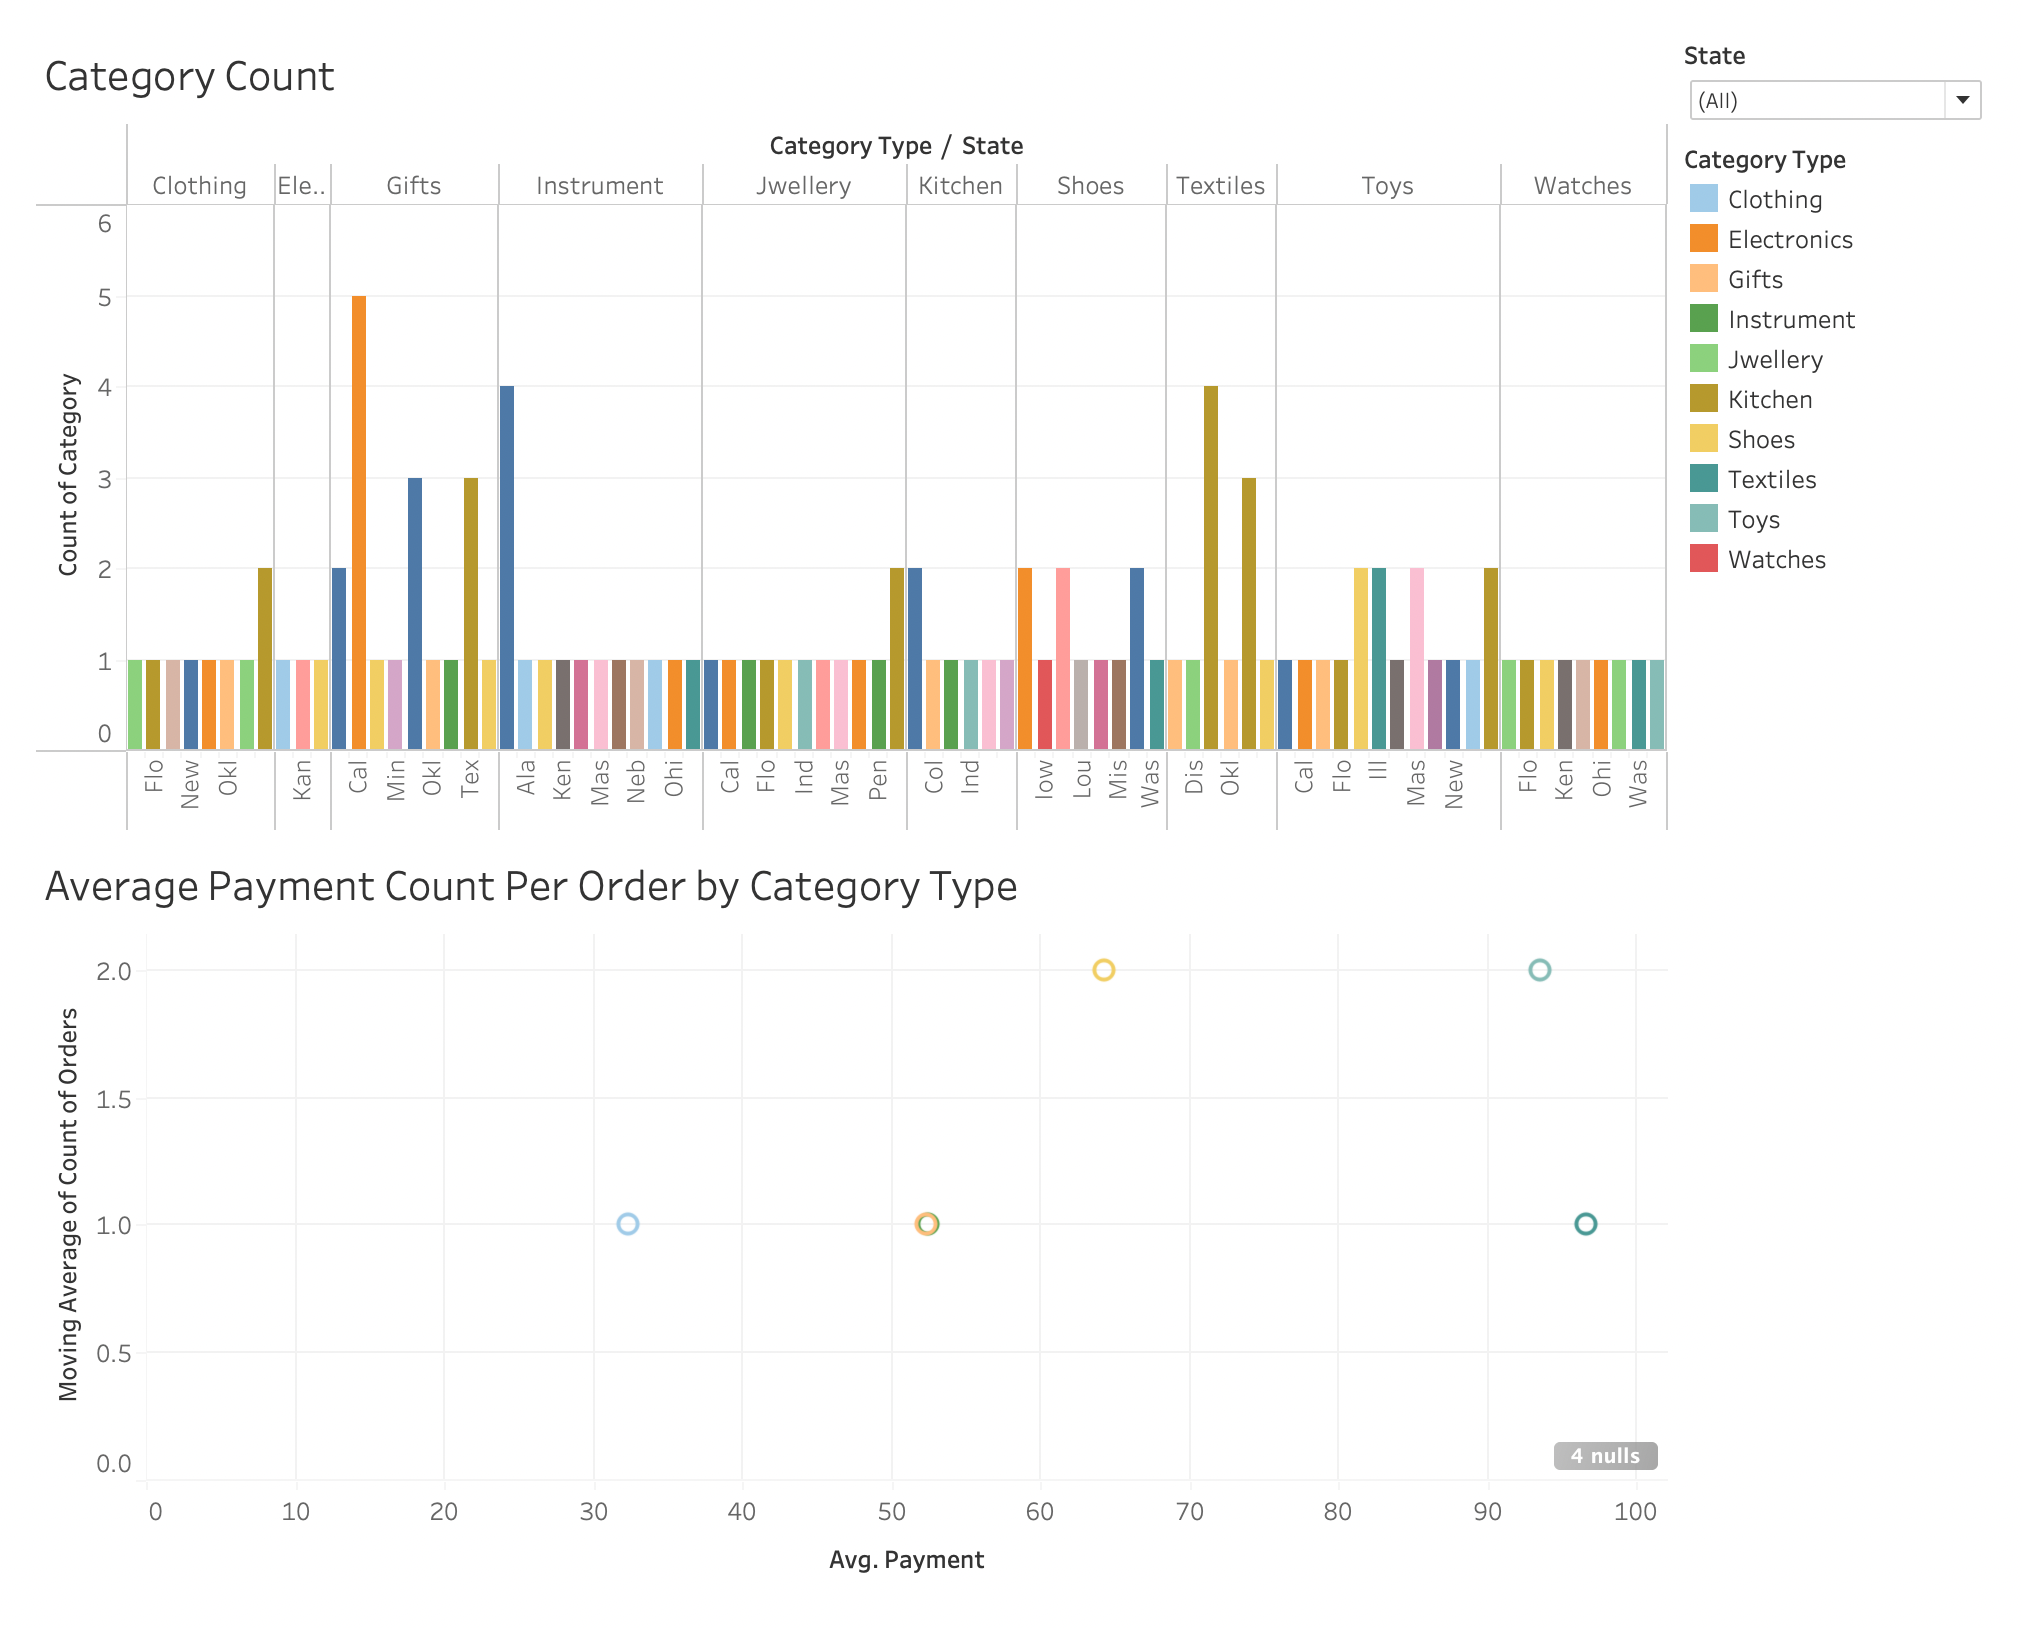 Category Count
State
(All)
Category Type / State
Category Type
Clothing Ele.. Gifts Instrument Jwellery Kitchen Shoes Textiles Toys Watches
Clothing
Electronics
Gifts
Instrument
Jwellery
Kitchen
Shoes
Textiles
Toys
Watches
Count of Category
6
5
4
3
2
1
0
Flo New Okl Kan Cal Min Okl Tex Ala Ken Mas Neb Ohi Cal Flo Ind Mas Pen Col Ind Iow Lou Mis Was Dis Okl Cal Flo Ill Mas New Flo Ken Ohi Was
Average Payment Count Per Order by Category Type
Moving Average of Count of Orders
2.0
1.5
1.0
0.5
0.0
4 nulls
0 10 20 30 40 50 60 70 80 90 100
Avg. Payment